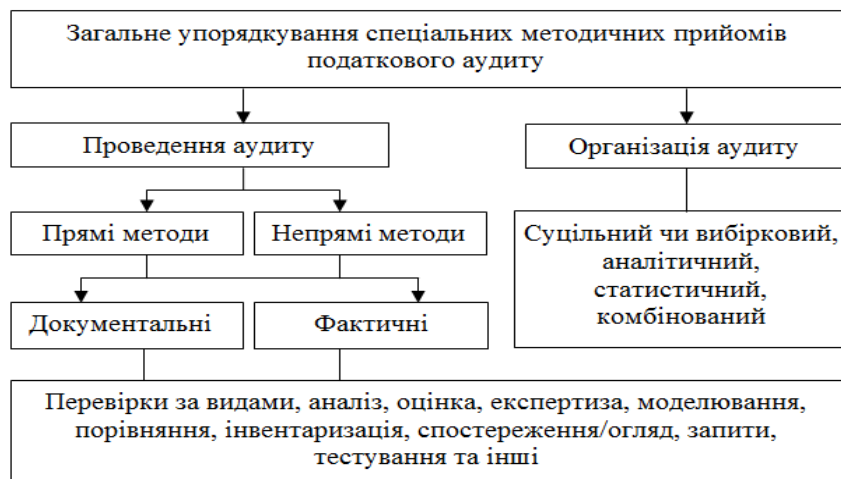 Загальне упорядкування спеціальних методичних прийомів
податкового аудиту
Проведення аудиту
Організація аудиту
Прямі методи
Непрямі методи
Суцільний чи вибірковий,
аналітичний,
статистичний,
комбінований
Документальні
Фактичні
Перевірки за видами, аналіз, оцінка, експертиза, моделювання,
порівняння, інвентаризація, спостереження/огляд, запити,
тестування та інші